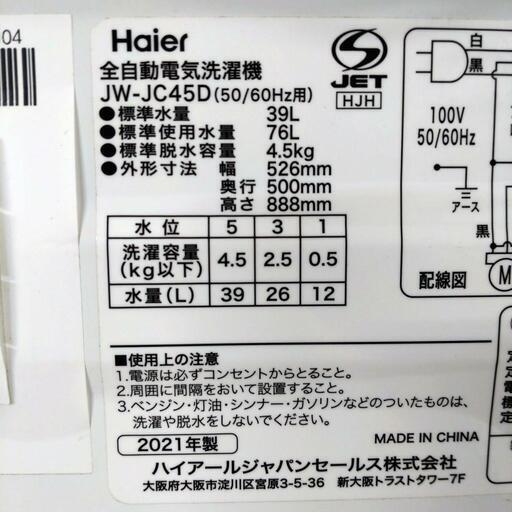 04
Haier
全自動電気洗濯機
JW-JC45D(50/60Hz用)
●標準水量 39L
●標準使用水量 76L
●標準脱水容量 4.5kg
●外形寸法 幅 526mm
奥行 500mm
高さ 888mm
S
JET
HJH
白
黒
100V
50/60Hz
アース
黒
配線図
M
水位 5 3 1
洗濯容量(kg以下) 4.5 2.5 0.5
水量(L) 39 26 12
■使用上の注意
1.電源は必ずコンセントからとること。
2.周囲に間隔をおいて設置すること。
3.ベンジン・灯油・シンナー・ガソリンなどのついたものは、
洗濯や脱水をしないでください。
2021年製
MADE IN CHINA
ハイアールジャパンセールス株式会社
大阪府大阪市淀川区宮原3-5-36 新大阪トラストタワー7F
定
定
電
機
定